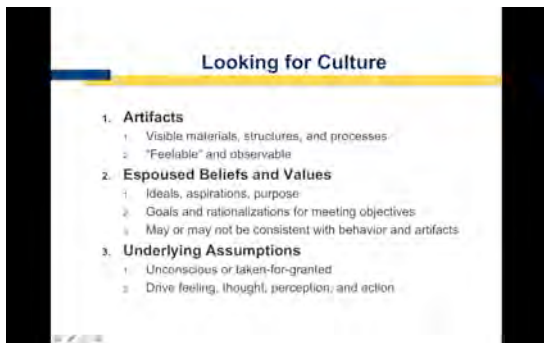 Looking for Culture
1. Artifacts
1. Visible materials, structures, and processes
2. "Feelable" and observable
2. Espoused Beliefs and Values
1. Ideals, aspirations, purpose
2. Goals and rationalizations for meeting objectives
3. May or may not be consistent with behavior and artifacts
3. Underlying Assumptions
1. Unconscious or taken-for-granted
2. Drive feeling, thought, perception, and action